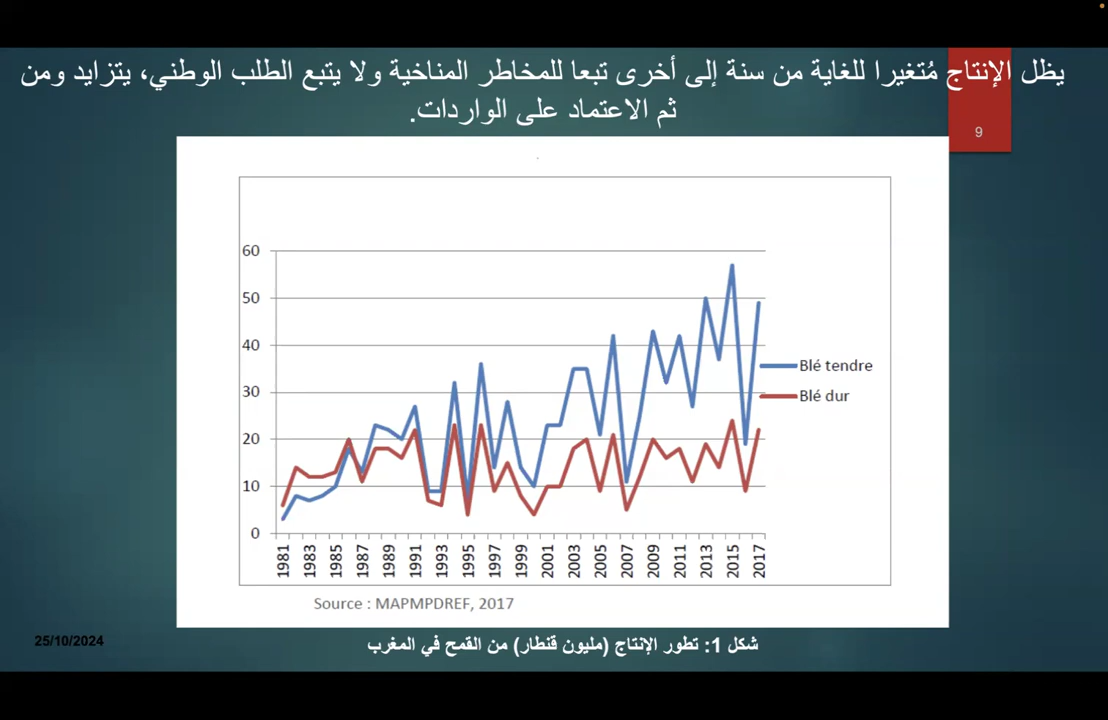 يظل الإنتاج مُتغيرا للغاية من سنة إلى أخرى تبعا للمخاطر المناخية ولا يتبع الطلب الوطني، يتزايد ومن
ثم الاعتماد على الواردات.
9
60
50
40
30
20
10
0
Blé tendre
Blé dur
1981 1983 1985 1987 1989 1991 1993 1995 1997 1999 2001 2003 2005 2007 2009 2011 2013 2015 2017
Source : MAPMPDREF, 2017
شكل 1: تطور الإنتاج (مليون قنطار) من القمح في المغرب
25/10/2024